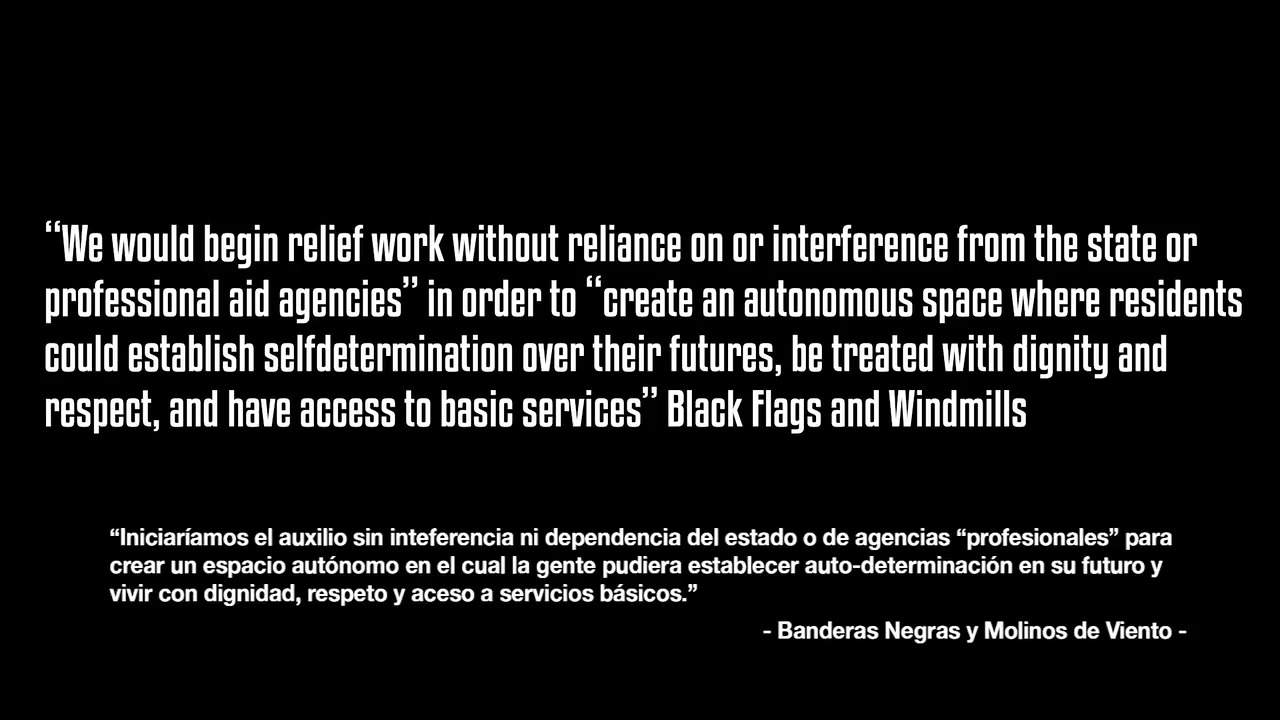 “We would begin relief work without reliance on or interference from the state or
professional aid agencies” in order to “create an autonomous space where residents
could establish selfdetermination over their futures, be treated with dignity and
respect, and have access to basic services” Black Flags and Windmills
“Iniciaríamos el auxilio sin inteferencia ni dependencia del estado o de agencias “profesionales” para
crear un espacio autónomo en el cual la gente pudiera establecer auto-determinación en su futuro y
vivir con dignidad, respeto y aceso a servicios básicos.”
- Banderas Negras y Molinos de Viento -